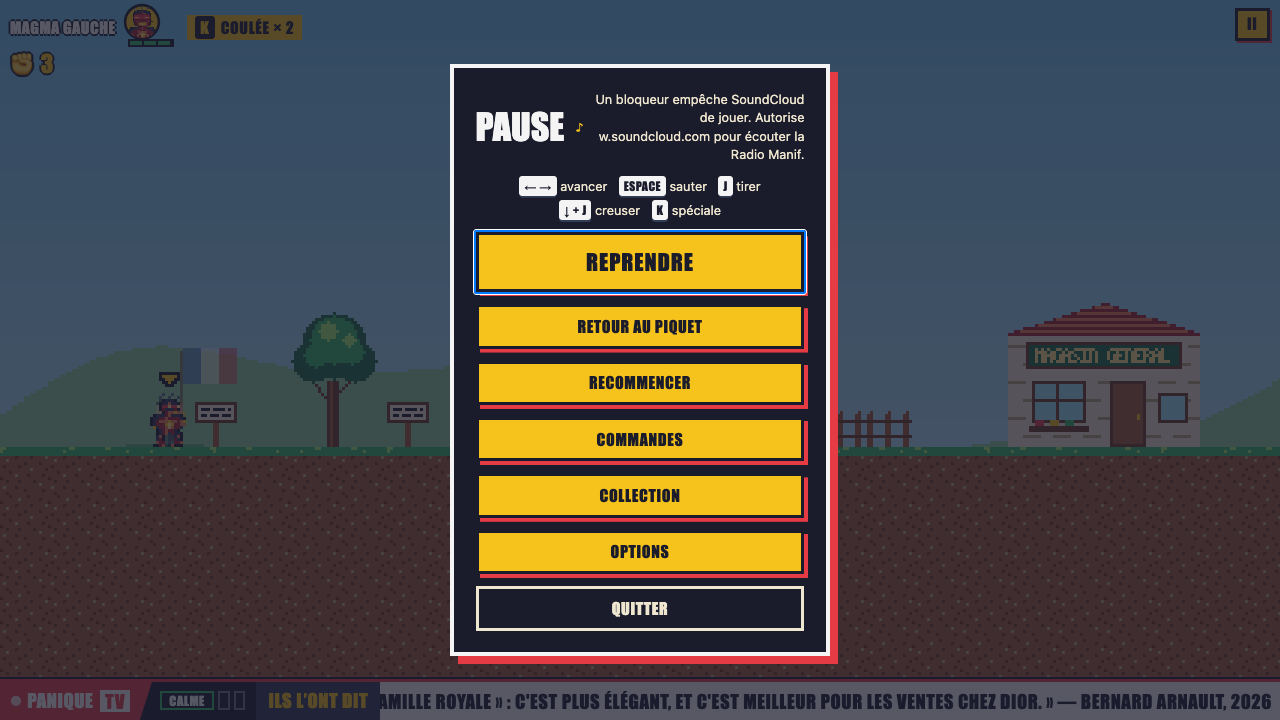 MAGMA GAUCHE
K COULÉE × 2
3
PAUSE
♪
Un bloqueur empêche SoundCloud
de jouer. Autorise
w.soundcloud.com pour écouter la
Radio Manif.
←→ avancer ESPACE sauter J tirer
↓+J creuser K spéciale
REPRENDRE
RETOUR AU PIQUET
RECOMMENCER
COMMANDES
COLLECTION
OPTIONS
QUITTER
MAGASIN GENERAL
PANIQUE TV
CALME
ILS L'ONT DIT
AMILLE ROYALE » : C'EST PLUS ÉLÉGANT, ET C'EST MEILLEUR POUR LES VENTES CHEZ DIOR. » — BERNARD ARNAULT, 2026